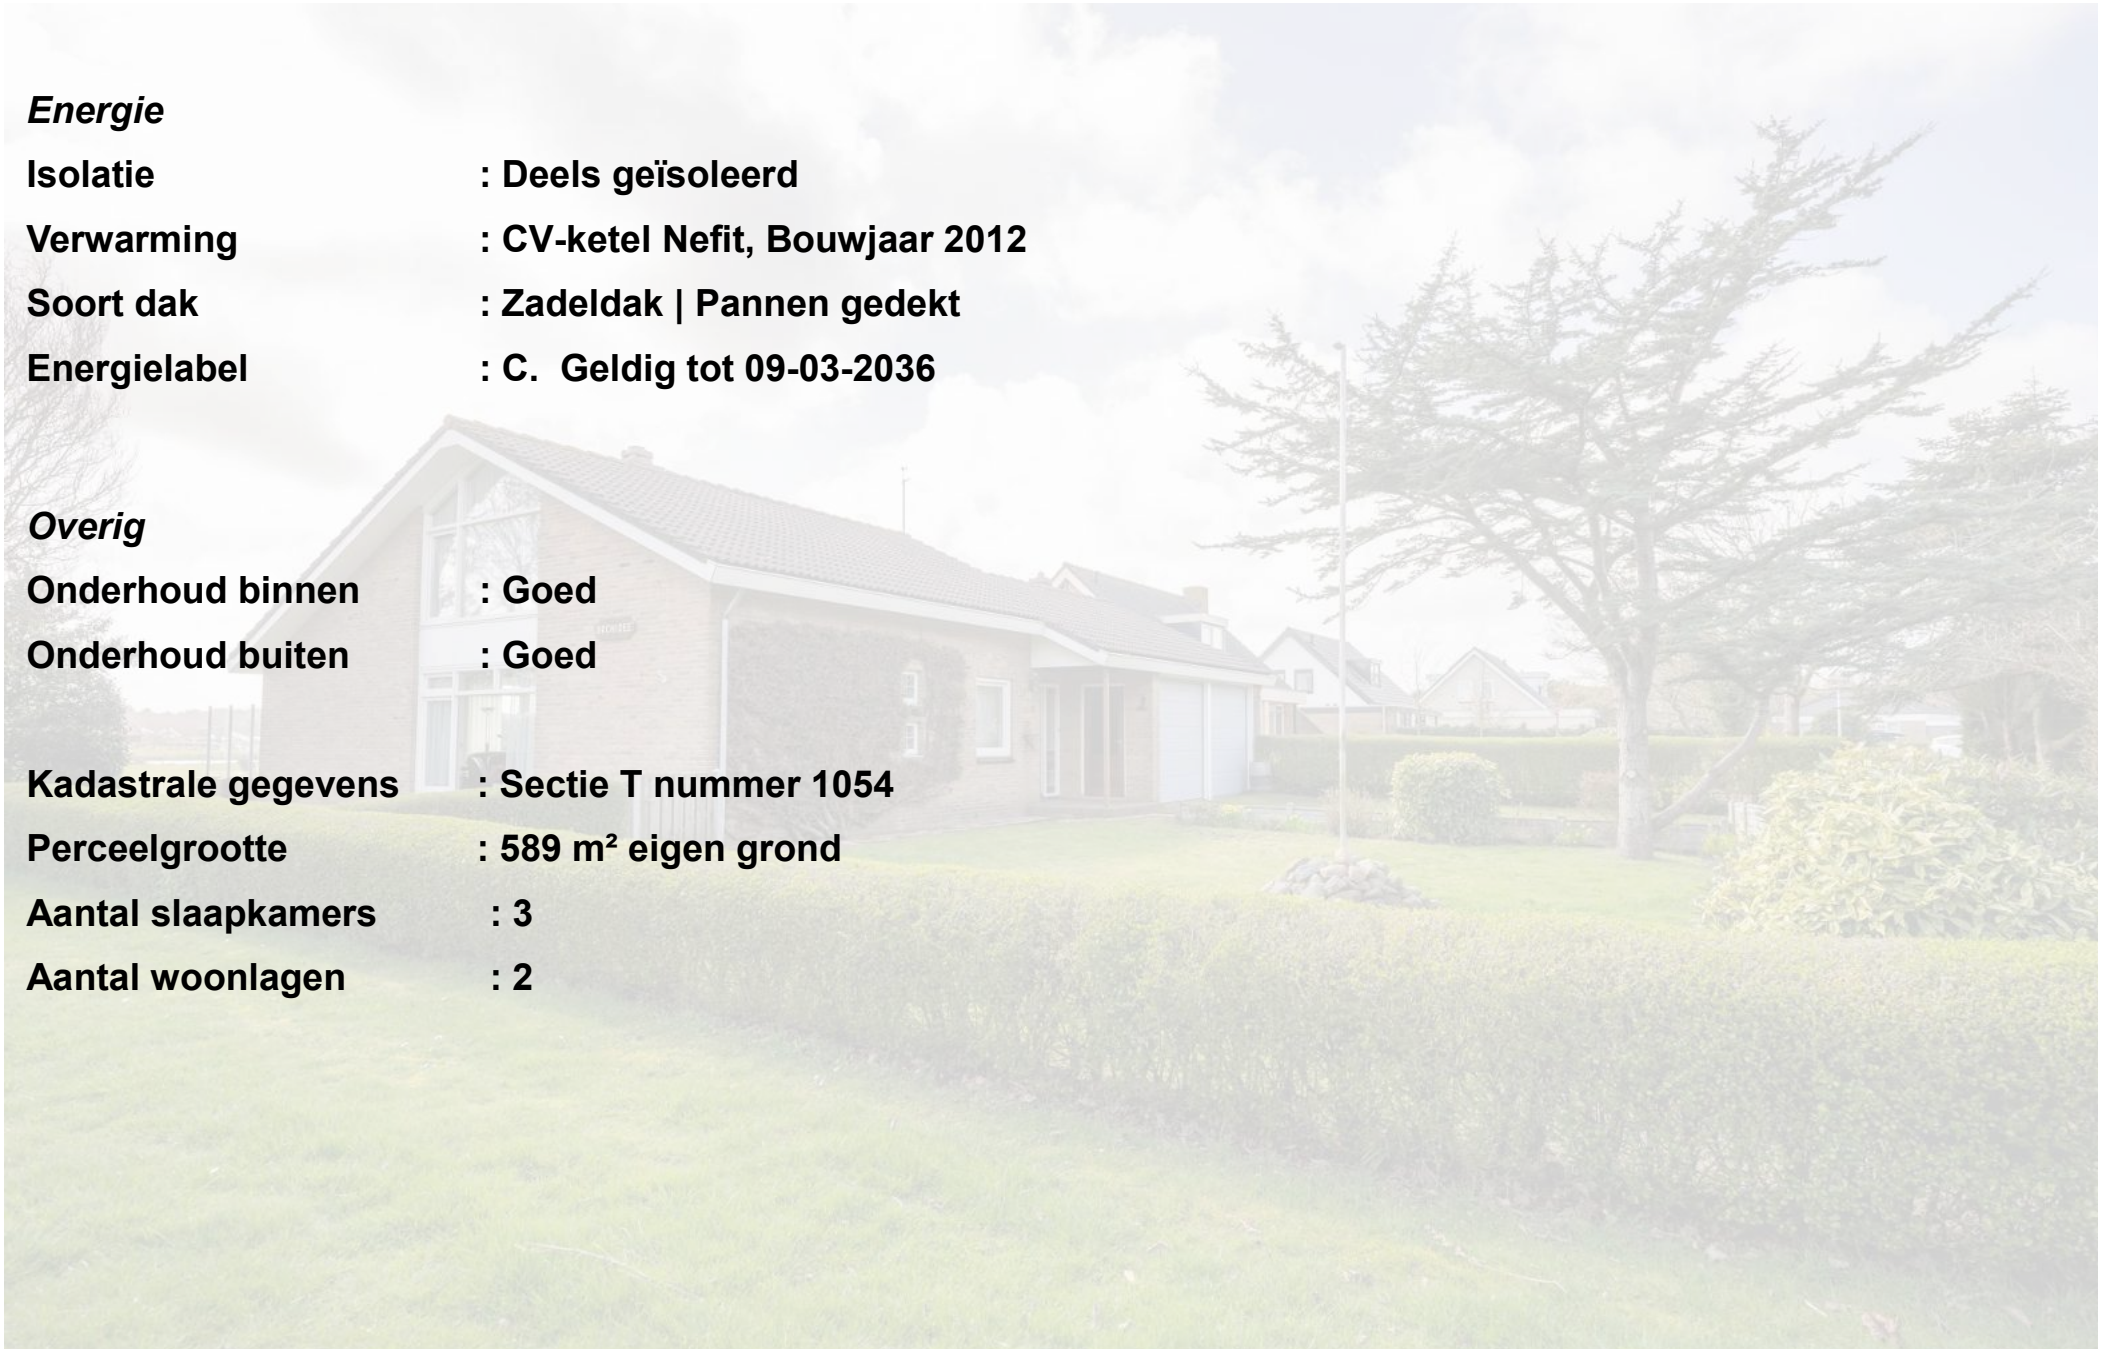 Energie
Isolatie : Deels geïsoleerd
Verwarming : CV-ketel Nefit, Bouwjaar 2012
Soort dak : Zadeldak | Pannen gedekt
Energielabel : C. Geldig tot 09-03-2036
Overig
Onderhoud binnen : Goed
Onderhoud buiten : Goed
Kadastrale gegevens : Sectie T nummer 1054
Perceelgrootte : 589 m² eigen grond
Aantal slaapkamers : 3
Aantal woonlagen : 2